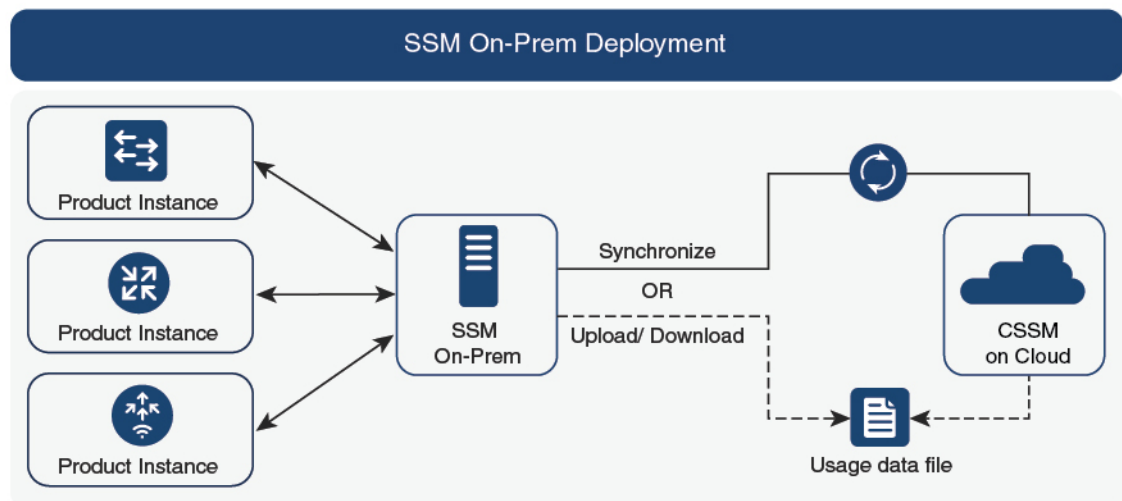 SSM On-Prem Deployment
Product Instance
Product Instance
Product Instance
SSM
On-Prem
Synchronize
OR
Upload/ Download
CSSM
on Cloud
Usage data file